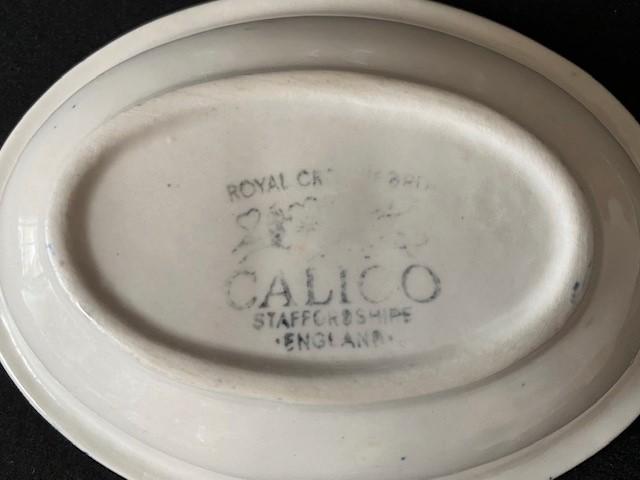 ROYAL
CALICO
STAFFORDSHIRE
·ENGLAND·